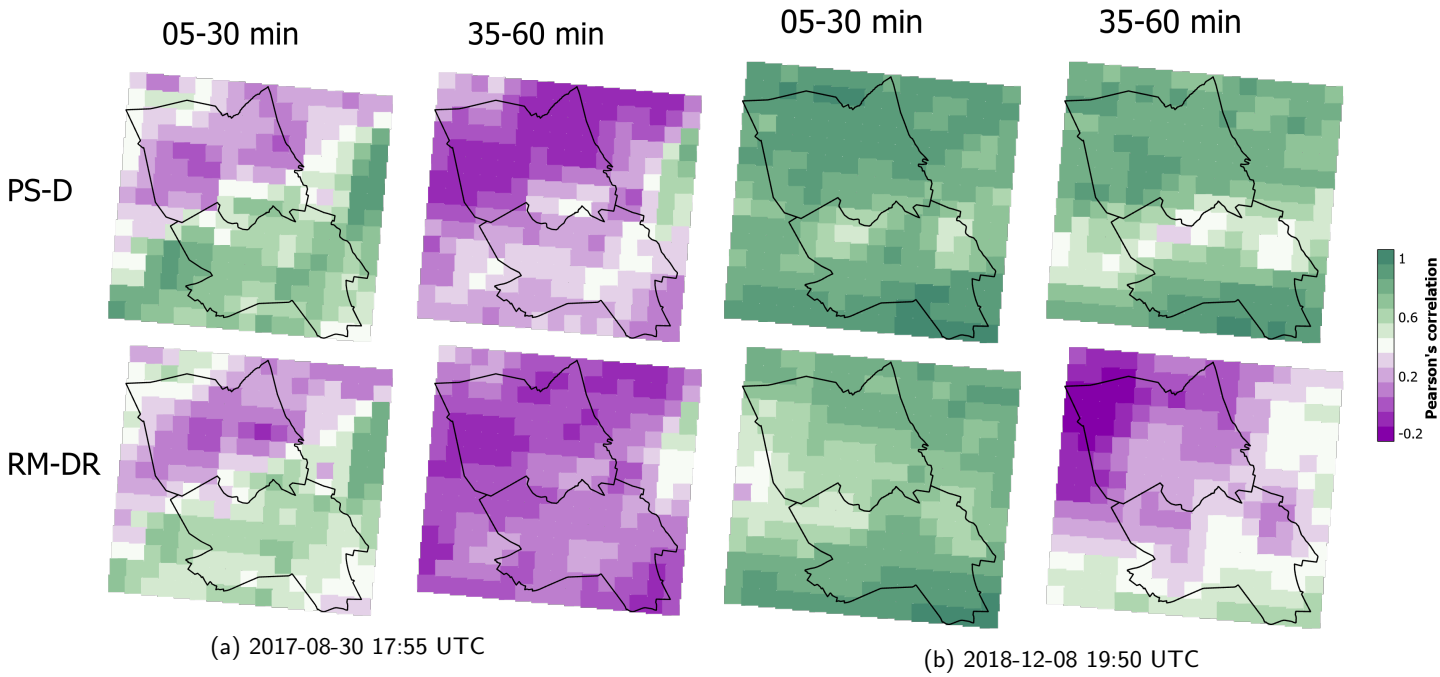 05-30 min
35-60 min
05-30 min
35-60 min
PS-D
RM-DR
1
0.6
0.2
-0.2
Pearson's correlation
(a) 2017-08-30 17:55 UTC
(b) 2018-12-08 19:50 UTC